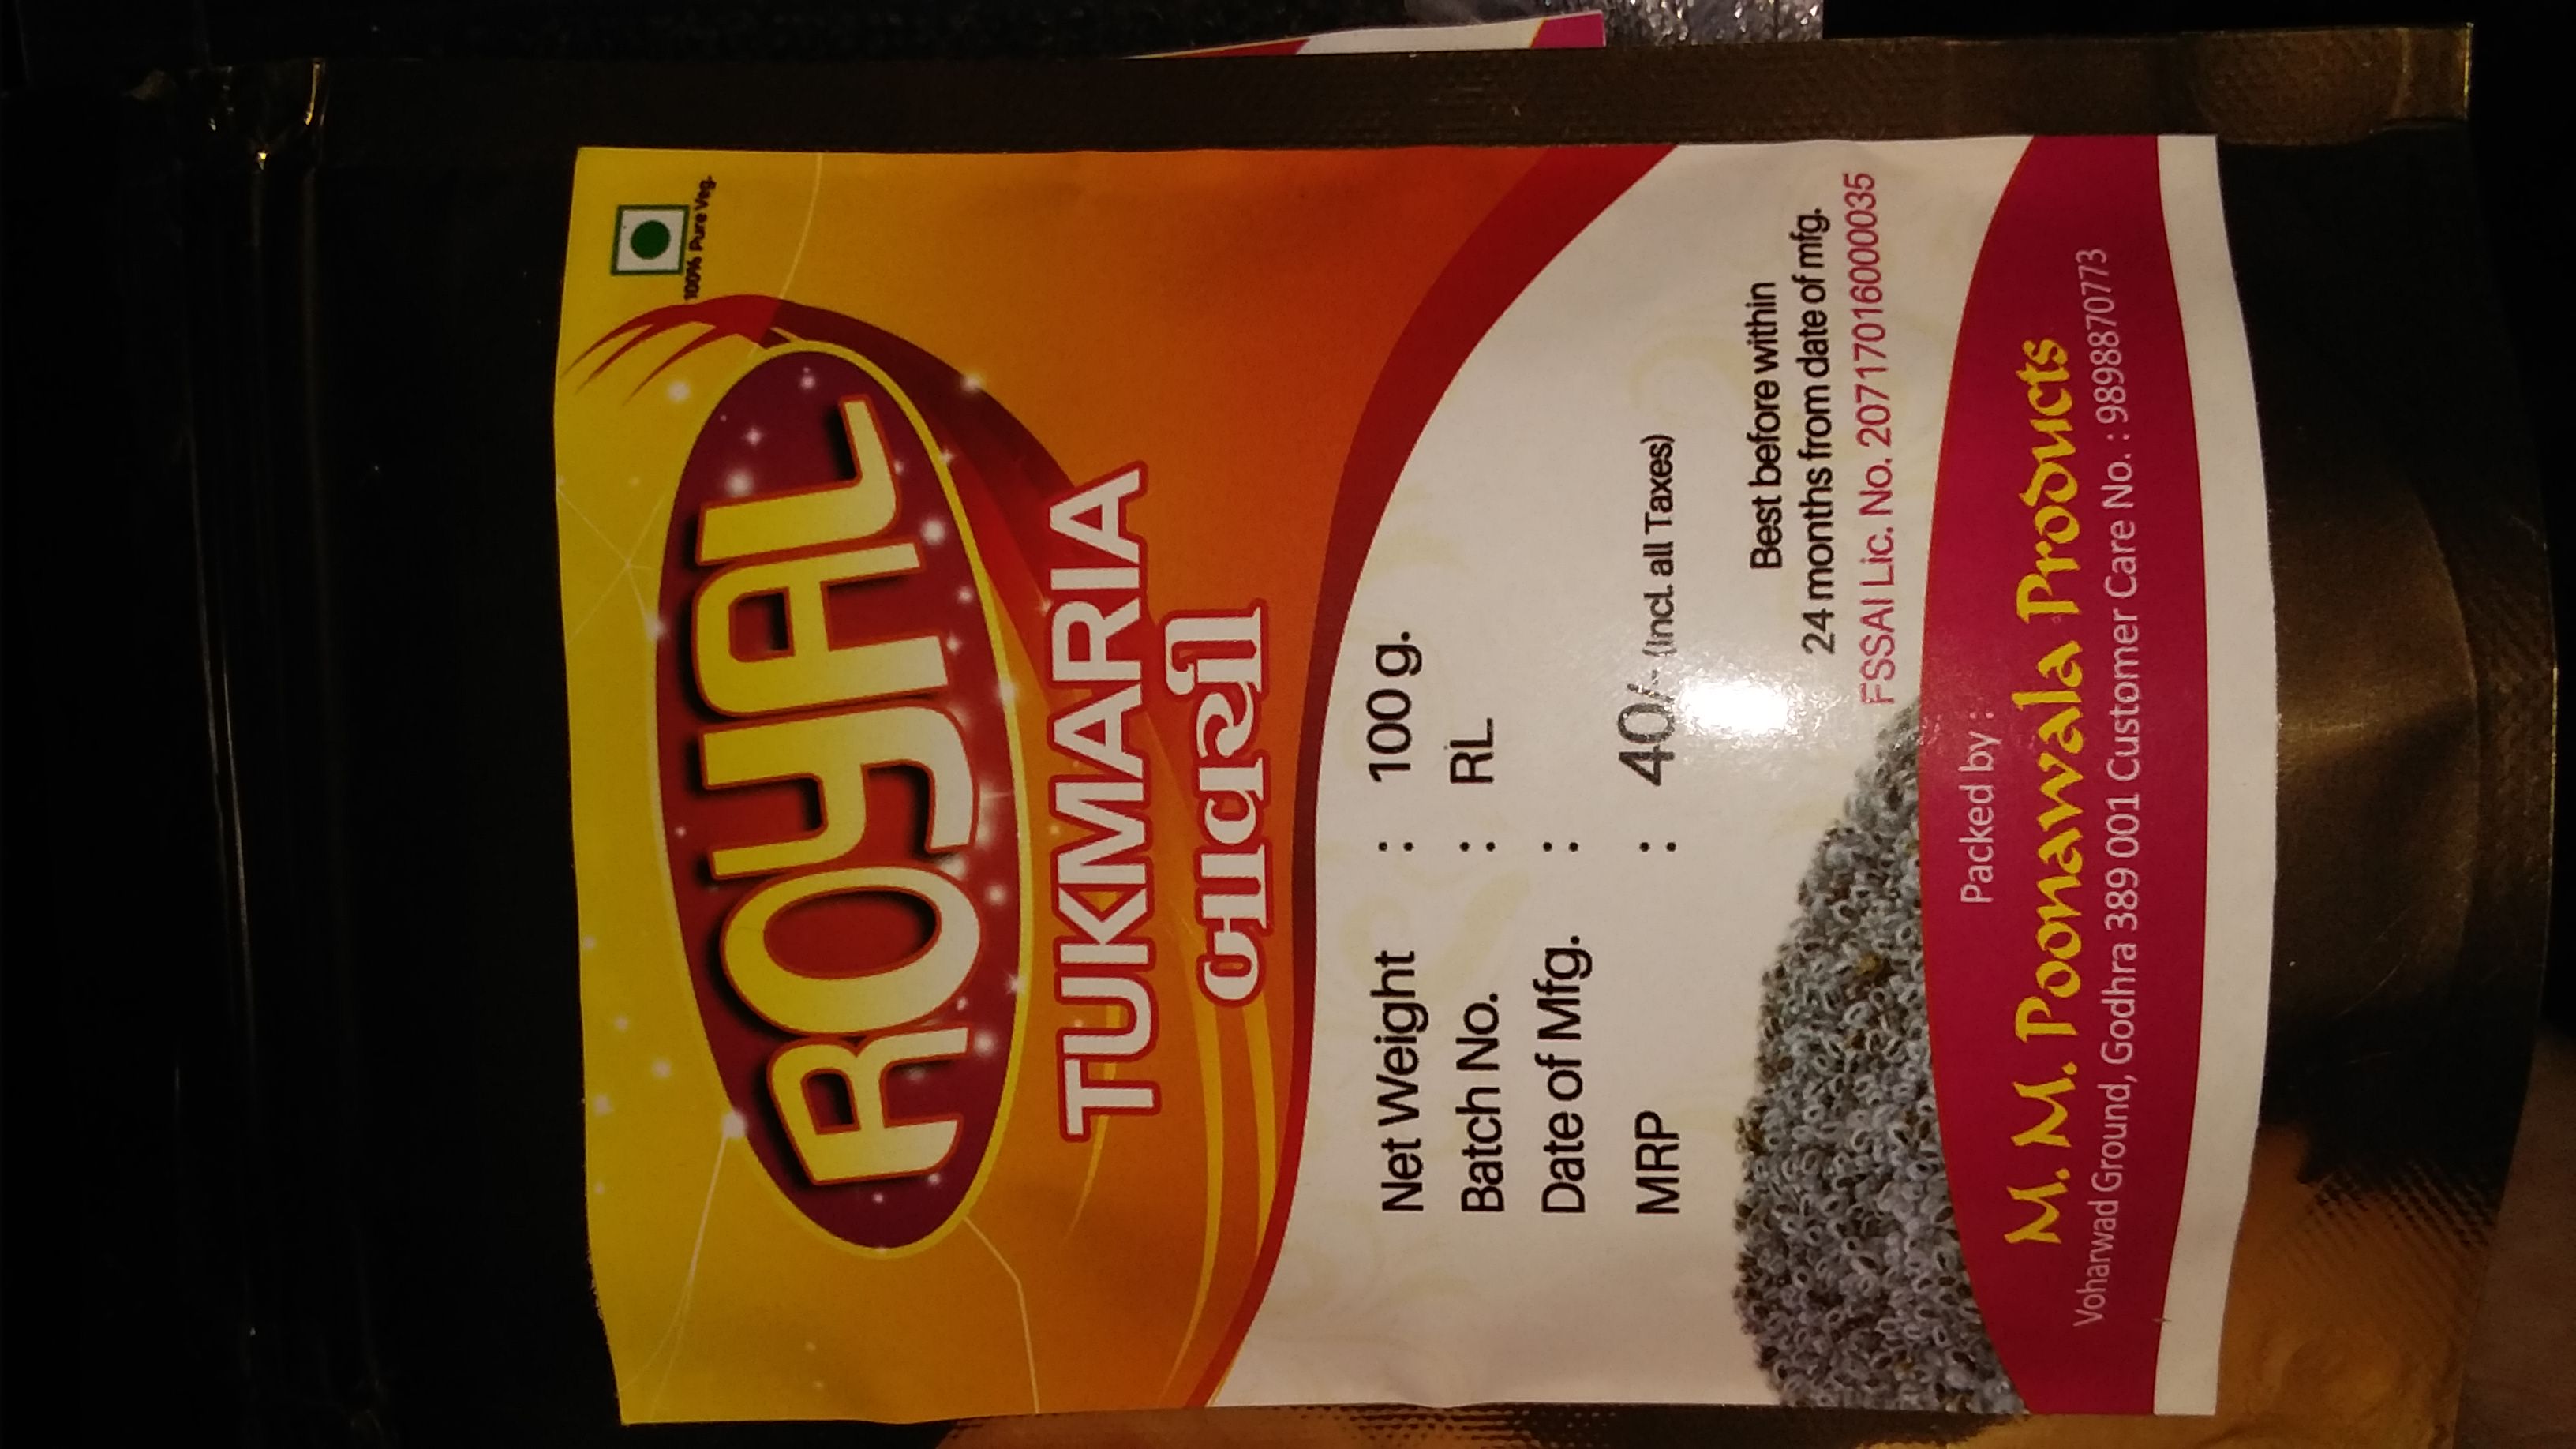 100% Pure Veg.
ROYAL
TUKMARIA
બાવચી
Net Weight : 100 g.
Batch No. : RL
Date of Mfg. :
MRP : 40/- (Incl. all Taxes)
Best before within
24 months from date of mfg.
FSSAI Lic. No. 20717016000035
Packed by :
M. M. Poonawala Products
Voharwad Ground, Godhra 389 001 Customer Care No. : 9898870773